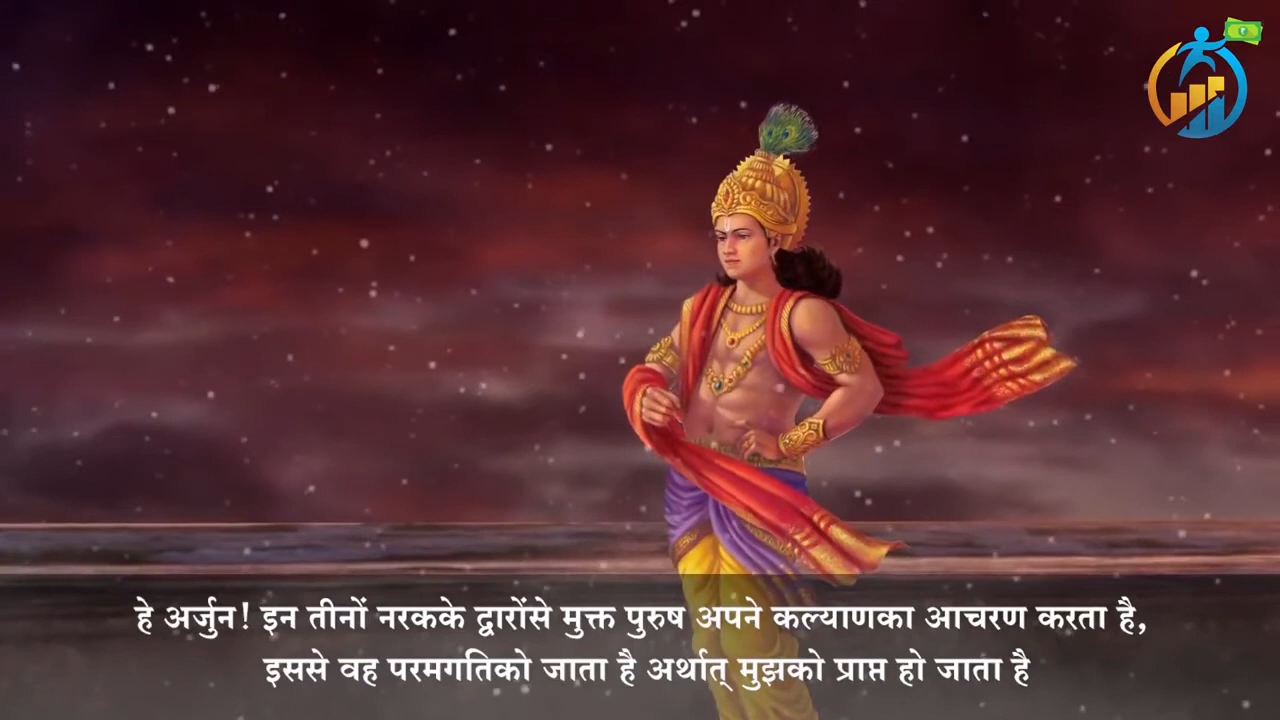 हे अर्जुन! इन तीनों नरकके द्वारोंसे मुक्त पुरुष अपने कल्याणका आचरण करता है,
इससे वह परमगतिको जाता है अर्थात् मुझको प्राप्त हो जाता है